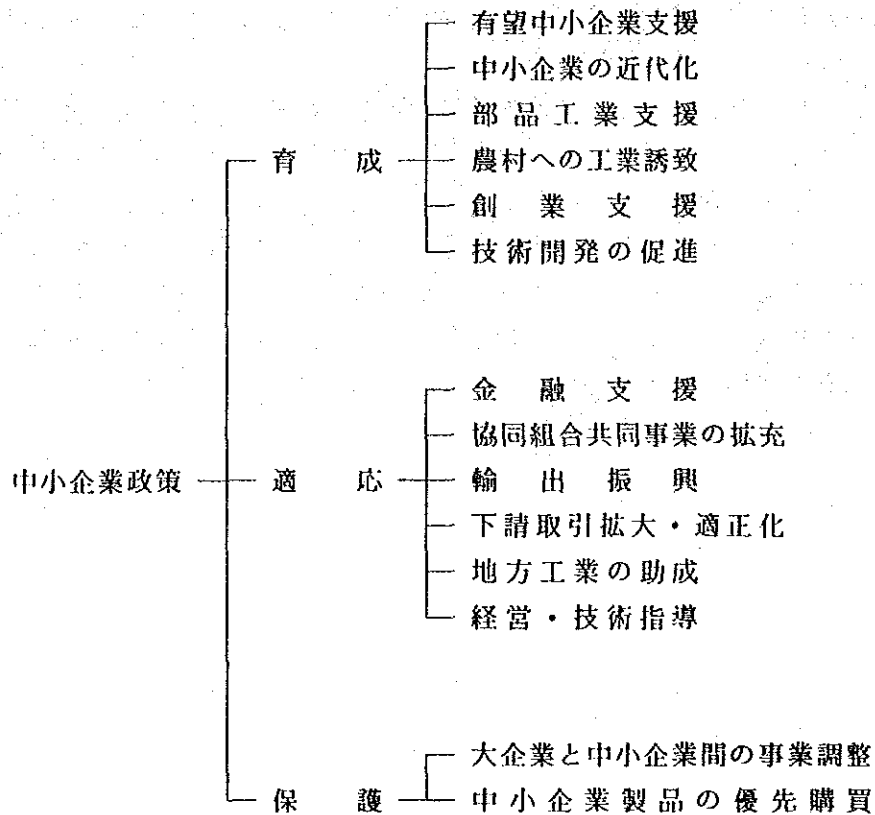 有望中小企業支援
中小企業の近代化
部品工業支援
育成
農村への工業誘致
創業支援
技術開発の促進
金融支援
協同組合共同事業の拡充
中小企業政策
適応
輸出振興
下請取引拡大・適正化
地方工業の助成
経営・技術指導
大企業と中小企業間の事業調整
保護
中小企業製品の優先購買